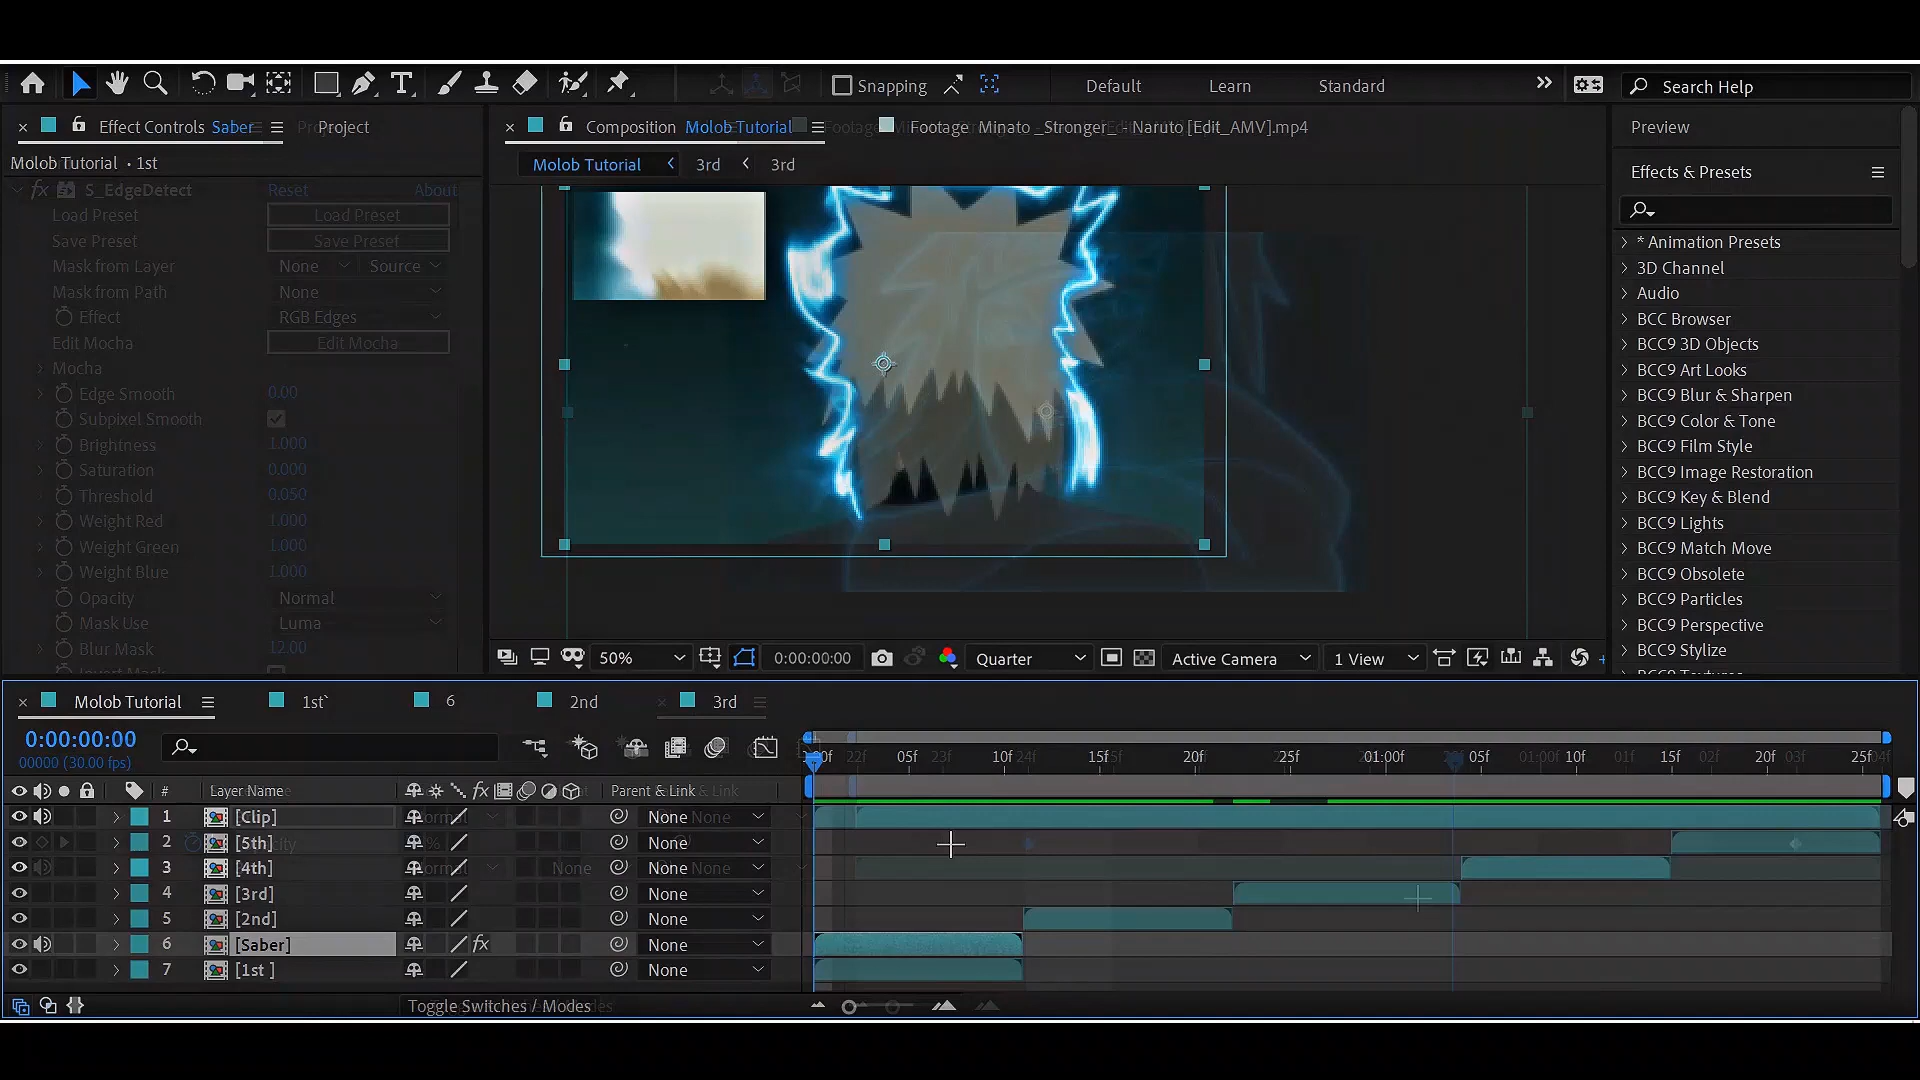 Snapping
Default
Learn
Standard
Search Help
Effect Controls Saber
Project
Composition Molob Tutorial
Footage Minato _Stronger_ - Naruto [Edit_AMV].mp4
Preview
Molob Tutorial · 1st
Molob Tutorial
3rd
3rd
Effects & Presets
fx S_EdgeDetect Reset About
Load Preset Load Preset
Save Preset Save Preset
Mask from Layer None Source
Mask from Path None
Effect RGB Edges
Edit Mocha Edit Mocha
Mocha
Edge Smooth 0.00
Subpixel Smooth
Brightness 1.000
Saturation 0.000
Threshold 0.050
Weight Red 1.000
Weight Green 1.000
Weight Blue 1.000
Opacity Normal
Mask Use Luma
Blur Mask 12.00
Invert Mask
* Animation Presets
3D Channel
Audio
BCC Browser
BCC9 3D Objects
BCC9 Art Looks
BCC9 Blur & Sharpen
BCC9 Color & Tone
BCC9 Film Style
BCC9 Image Restoration
BCC9 Key & Blend
BCC9 Lights
BCC9 Match Move
BCC9 Obsolete
BCC9 Particles
BCC9 Perspective
BCC9 Stylize
BCC9 Textures
50%
0:00:00:00
Quarter
Active Camera
1 View
Molob Tutorial
1st`
6
2nd
3rd
0:00:00:00
00000 (30.00 fps)
05f 10f 15f 20f 25f 01:00f 05f 10f 15f 20f 25f
# Layer Name fx Parent & Link
1 [Clip] None
2 [5th] None
3 [4th] None
4 [3rd] None
5 [2nd] None
6 [Saber] fx None
7 [1st ] None
Toggle Switches / Modes